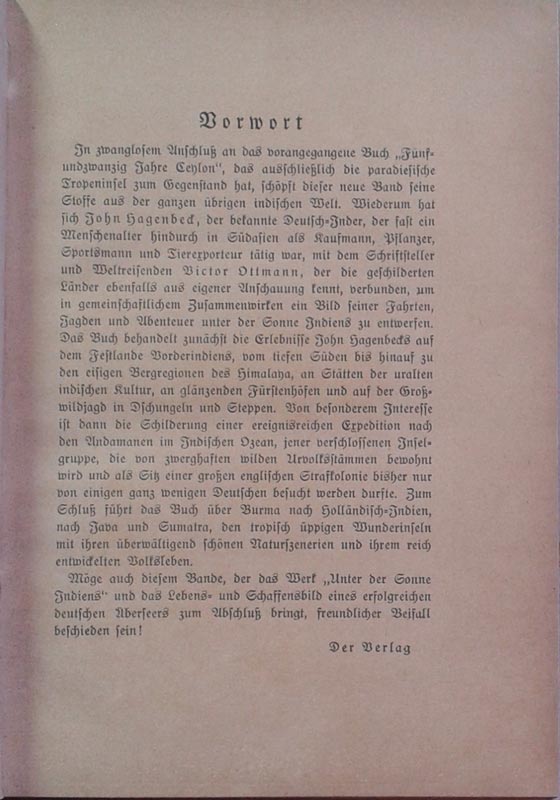 Vorwort
In zwanglosem Anschluß an das vorangegangene Buch „Fünf-
undzwanzig Jahre Ceylon“, das ausschließlich die paradiesische
Tropeninsel zum Gegenstand hat, schöpft dieser neue Band seine
Stoffe aus der ganzen übrigen indischen Welt. Wiederum hat
sich John Hagenbeck, der bekannte Deutsch-Inder, der fast ein
Menschenalter hindurch in Südasien als Kaufmann, Pflanzer,
Sportsmann und Tierexporteur tätig war, mit dem Schriftsteller
und Weltreisenden Victor Ottmann, der die geschilderten
Länder ebenfalls aus eigener Anschauung kennt, verbunden, um
in gemeinschaftlichem Zusammenwirken ein Bild seiner Fahrten,
Jagden und Abenteuer unter der Sonne Indiens zu entwerfen.
Das Buch behandelt zunächst die Erlebnisse John Hagenbecks auf
dem Festlande Vorderindiens, vom tiefen Süden bis hinauf zu
den eisigen Bergregionen des Himalaya, an Stätten der uralten
indischen Kultur, an glänzenden Fürstenhöfen und auf der Groß-
wildjagd in Dschungeln und Steppen. Von besonderem Interesse
ist dann die Schilderung einer ereignisreichen Expedition nach
den Andamanen im Indischen Ozean, jener verschlossenen Insel-
gruppe, die von zwerghaften wilden Urvolksstämmen bewohnt
wird und als Sitz einer großen englischen Strafkolonie bisher nur
von einigen ganz wenigen Deutschen besucht werden durfte. Zum
Schluß führt das Buch über Burma nach Holländisch-Indien,
nach Java und Sumatra, den tropisch üppigen Wunderinseln
mit ihren überwältigend schönen Naturszenerien und ihrem reich
entwickelten Volksleben.
Möge auch diesem Bande, der das Werk „Unter der Sonne
Indiens“ und das Lebens- und Schaffensbild eines erfolgreichen
deutschen Überseers zum Abschluß bringt, freundlicher Beifall
beschieden sein!
Der Verlag